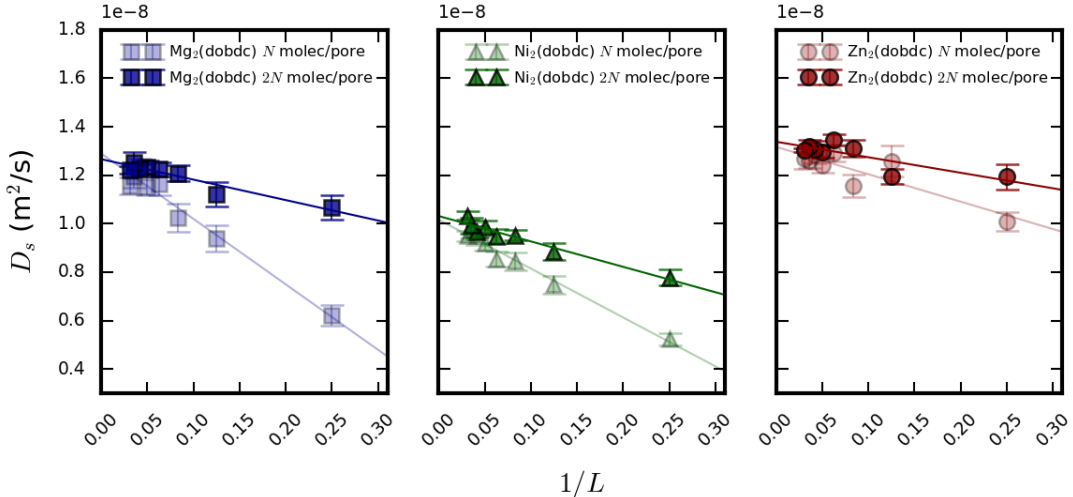 1e−8
1e−8
1e−8
1.8
1.6
1.4
1.2
1.0
0.8
0.6
0.4
D_s (m²/s)
Mg₂(dobdc) N molec/pore
Mg₂(dobdc) 2N molec/pore
Ni₂(dobdc) N molec/pore
Ni₂(dobdc) 2N molec/pore
Zn₂(dobdc) N molec/pore
Zn₂(dobdc) 2N molec/pore
0.00 0.05 0.10 0.15 0.20 0.25 0.30
0.00 0.05 0.10 0.15 0.20 0.25 0.30
0.00 0.05 0.10 0.15 0.20 0.25 0.30
1/L